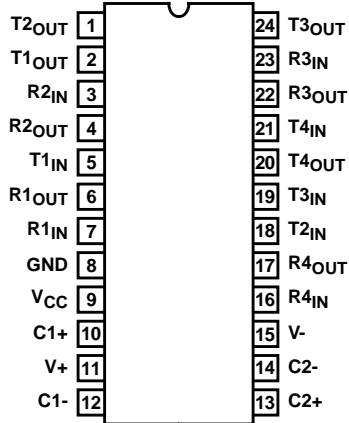 T2OUT 1 24 T3OUT
T1OUT 2 23 R3IN
R2IN 3 22 R3OUT
R2OUT 4 21 T4IN
T1IN 5 20 T4OUT
R1OUT 6 19 T3IN
R1IN 7 18 T2IN
GND 8 17 R4OUT
VCC 9 16 R4IN
C1+ 10 15 V-
V+ 11 14 C2-
C1- 12 13 C2+